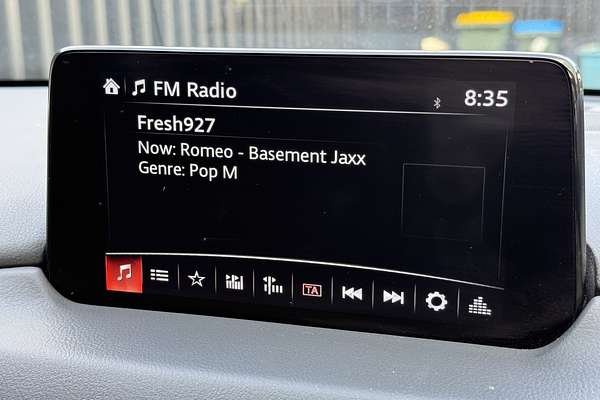 FM Radio
8:35
Fresh927
Now: Romeo - Basement Jaxx
Genre: Pop M
TA